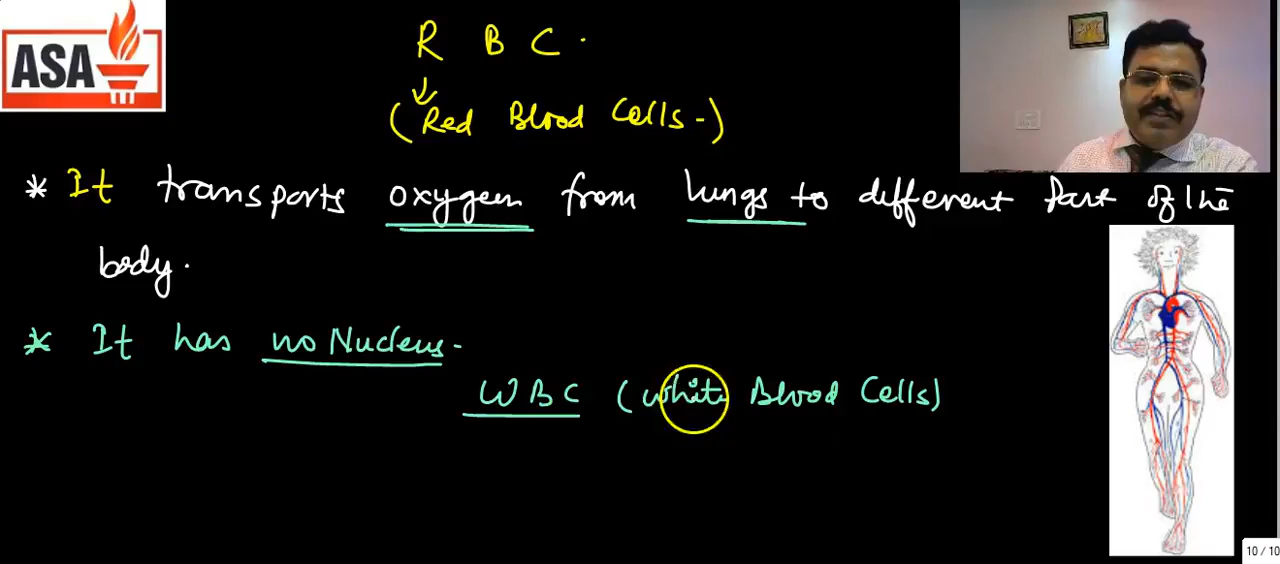 ASA
R B C.
(Red Blood Cells-)
* It transports oxygen from lungs to different Part of the
body.
* It has no Nucleus-
WBC (White Blood Cells)
10 / 10